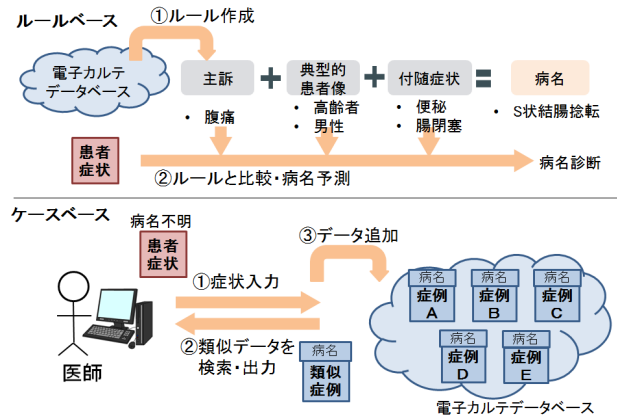 ルールベース
①ルール作成
電子カルテ
データベース
主訴
+
典型的
患者像
+
付随症状
=
病名
• 腹痛
• 高齢者
• 男性
• 便秘
• 腸閉塞
• S状結腸捻転
患者
症状
病名診断
②ルールと比較・病名予測
ケースベース
病名不明
患者
症状
③データ追加
①症状入力
②類似データを
検索・出力
病名
類似
症例
医師
病名
症例
A
病名
症例
B
病名
症例
C
病名
症例
D
病名
症例
E
電子カルテデータベース